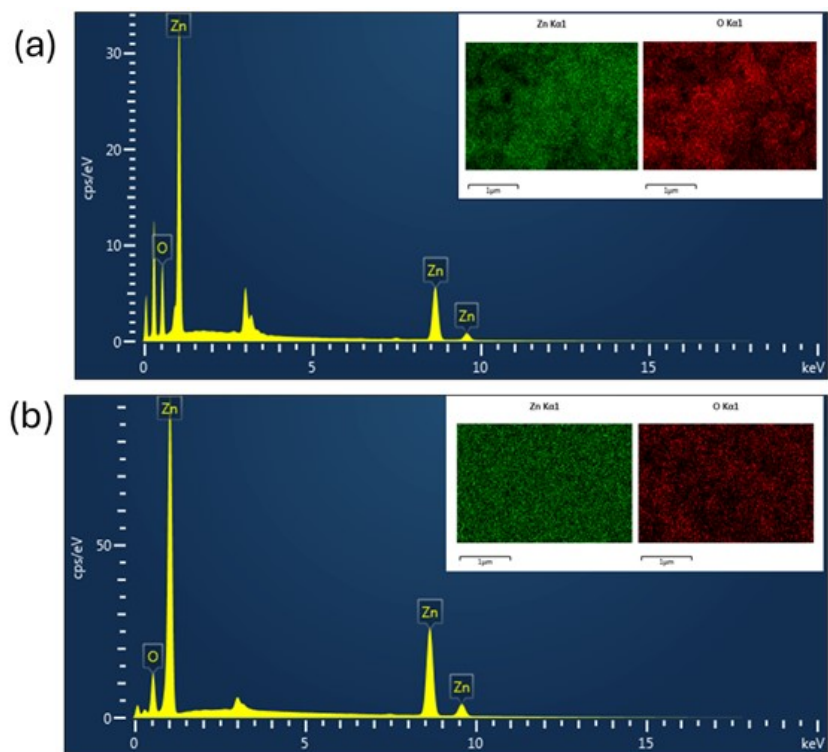 (a)
Zn
Zn Kα1
O Kα1
30
1μm
1μm
20
cps/eV
O
10
Zn
Zn
0
0
5
10
15
keV
(b)
Zn
Zn Kα1
O Kα1
1μm
1μm
50
cps/eV
Zn
O
Zn
0
0
5
10
15
keV